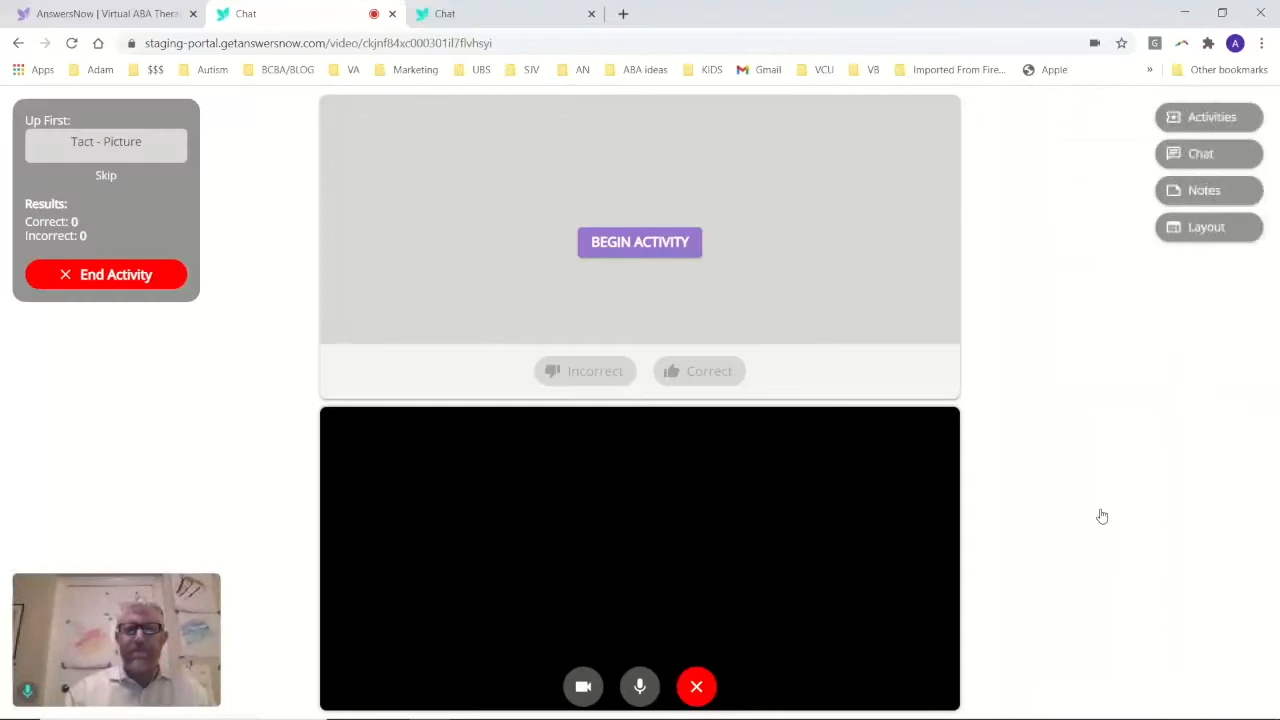 AnswersNow | Virtual ABA Thera
Chat
Chat
staging-portal.getanswersnow.com/video/ckjnf84xc000301il7flvhsyi
G
A
Apps
Adam
$$$
Autism
BCBA/BLOG
VA
Marketing
UBS
SJV
AN
ABA ideas
KIDS
Gmail
VCU
VB
Imported From Fire...
Apple
»
Other bookmarks
Up First:
Tact - Picture
Skip
Results:
Correct: 0
Incorrect: 0
End Activity
BEGIN ACTIVITY
Incorrect
Correct
Activities
Chat
Notes
Layout